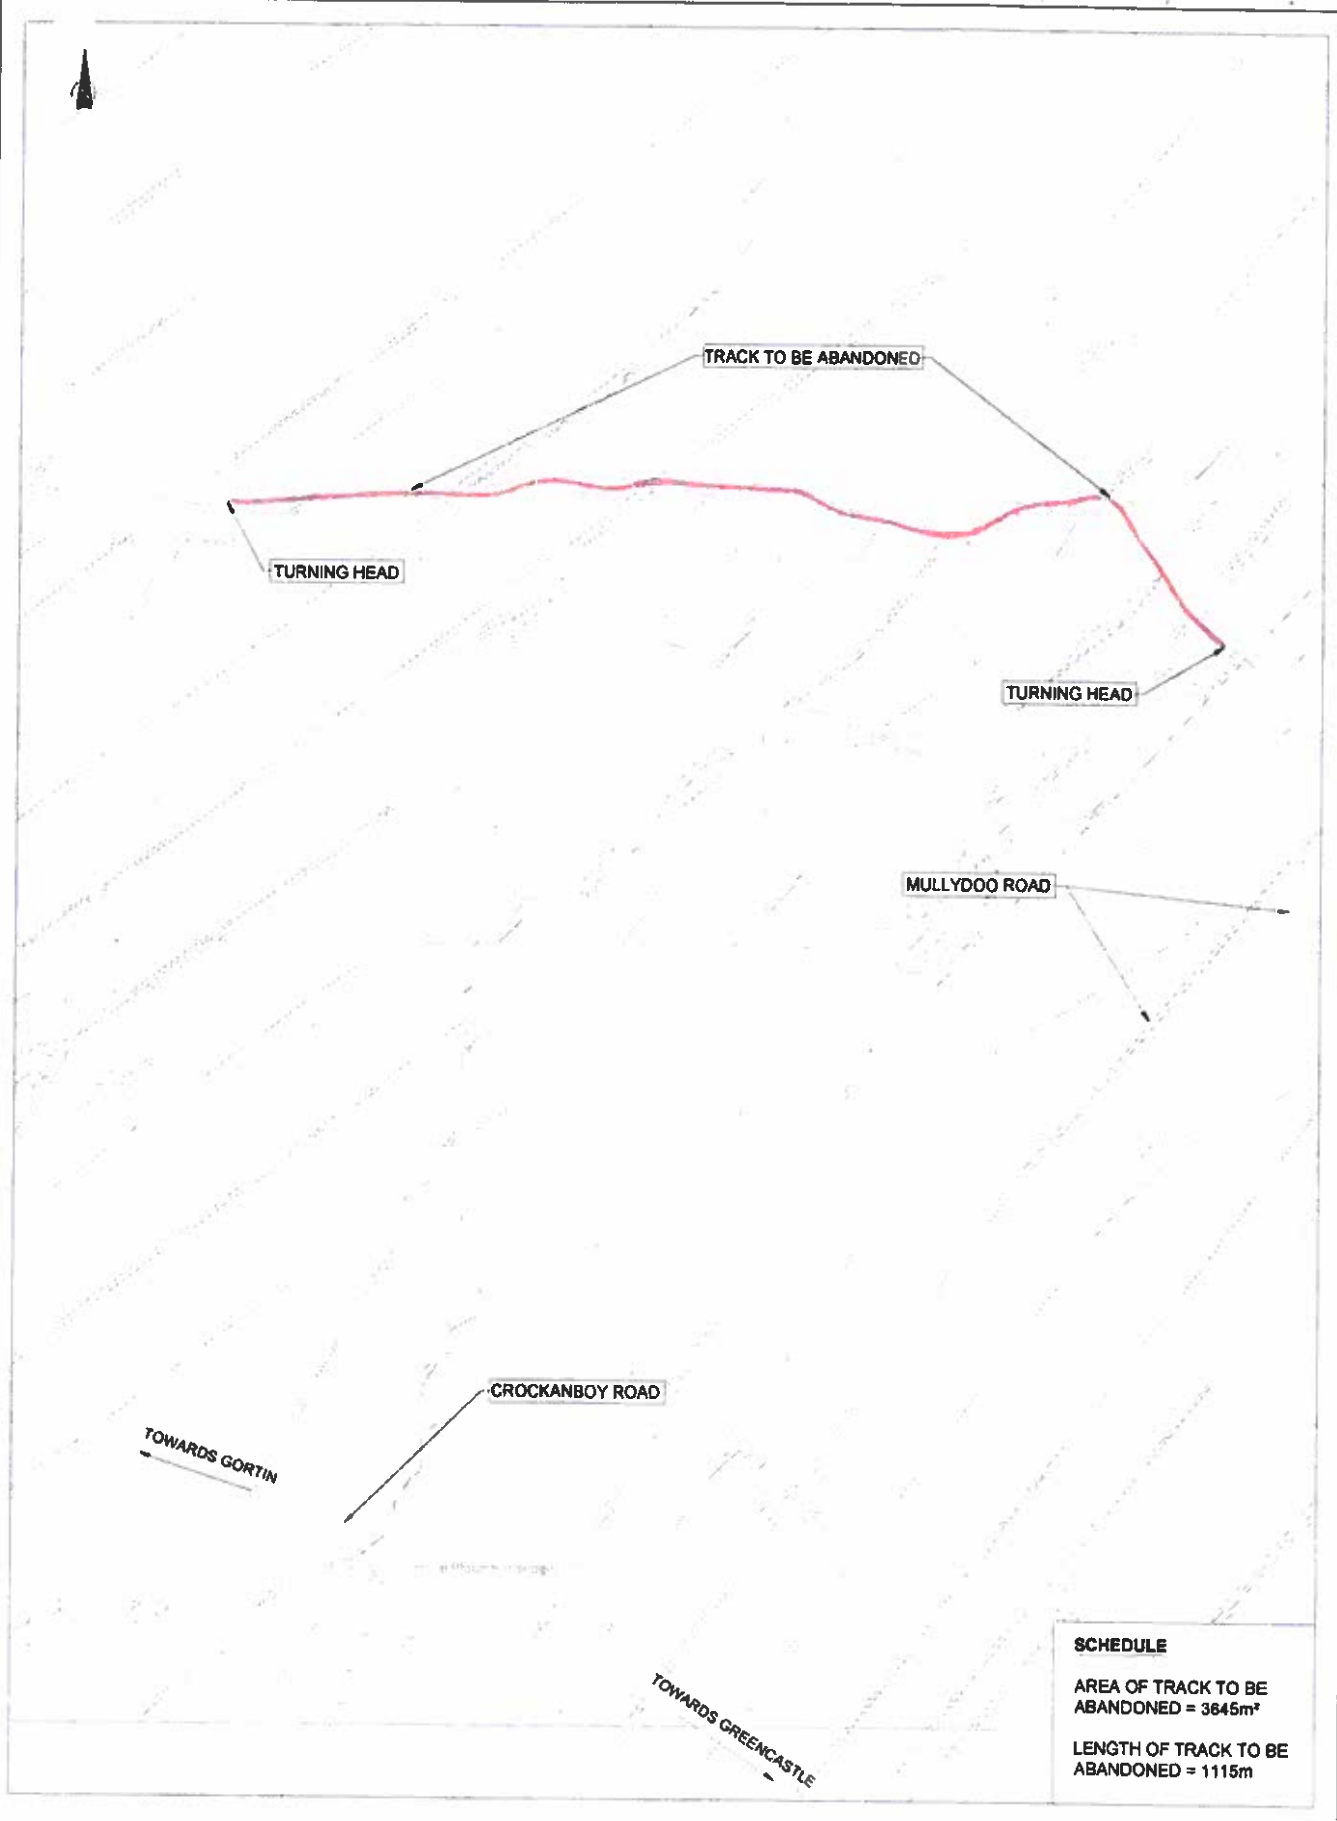 TRACK TO BE ABANDONED
TURNING HEAD
TURNING HEAD
MULLYDOO ROAD
CROCKANBOY ROAD
TOWARDS GORTIN
TOWARDS GREENCASTLE
SCHEDULE
AREA OF TRACK TO BE
ABANDONED = 3645m²
LENGTH OF TRACK TO BE
ABANDONED = 1115m